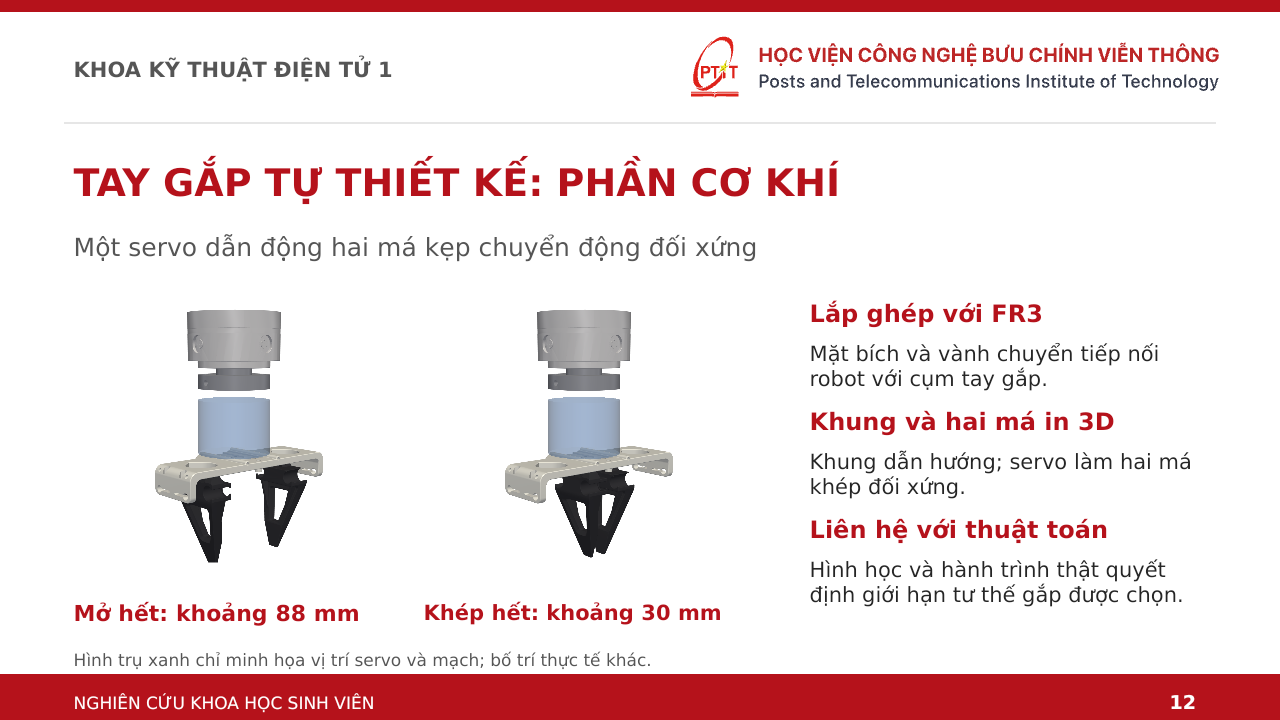 KHOA KỸ THUẬT ĐIỆN TỬ 1
PTIT
HỌC VIỆN CÔNG NGHỆ BƯU CHÍNH VIỄN THÔNG
Posts and Telecommunications Institute of Technology
TAY GẮP TỰ THIẾT KẾ: PHẦN CƠ KHÍ
Một servo dẫn động hai má kẹp chuyển động đối xứng
Mở hết: khoảng 88 mm
Khép hết: khoảng 30 mm
Hình trụ xanh chỉ minh họa vị trí servo và mạch; bố trí thực tế khác.
Lắp ghép với FR3
Mặt bích và vành chuyển tiếp nối
robot với cụm tay gắp.
Khung và hai má in 3D
Khung dẫn hướng; servo làm hai má
khép đối xứng.
Liên hệ với thuật toán
Hình học và hành trình thật quyết
định giới hạn tư thế gắp được chọn.
NGHIÊN CỨU KHOA HỌC SINH VIÊN
12